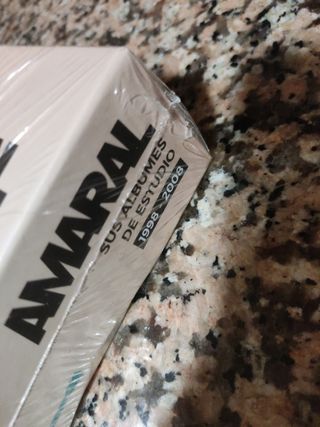 AMARAL
SUS ÁLBUMES
DE ESTUDIO
1998 - 2008